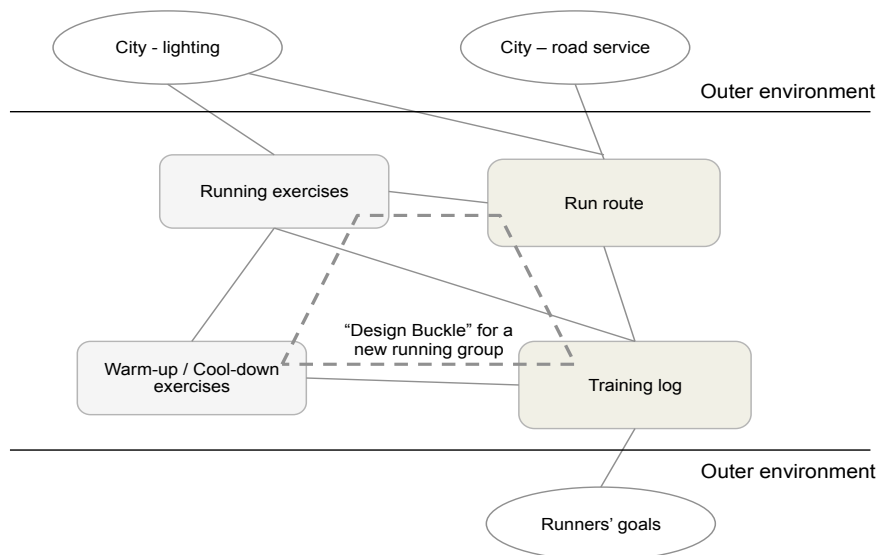 City - lighting
City – road service
Outer environment
Running exercises
Run route
“Design Buckle” for a
new running group
Warm-up / Cool-down
exercises
Training log
Outer environment
Runners’ goals